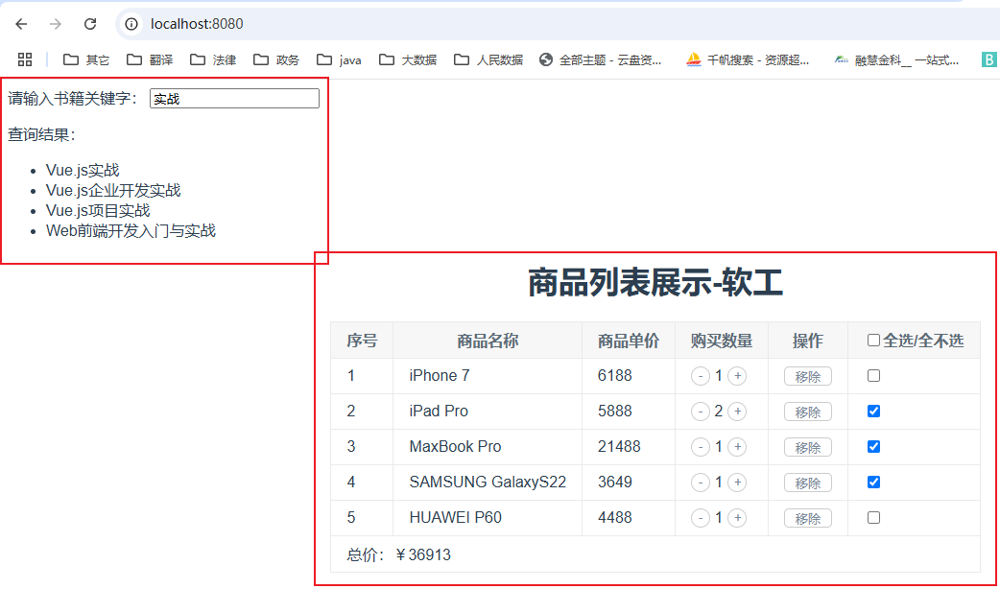 localhost:8080
其它 翻译 法律 政务 java 大数据 人民数据 全部主题 - 云盘资... 千帆搜索 - 资源超... 融慧金科__ 一站式... B
请输入书籍关键字： 实战
查询结果：
Vue.js实战
Vue.js企业开发实战
Vue.js项目实战
Web前端开发入门与实战
商品列表展示-软工
序号 商品名称 商品单价 购买数量 操作 全选/全不选
1 iPhone 7 6188 - 1 + 移除
2 iPad Pro 5888 - 2 + 移除
3 MaxBook Pro 21488 - 1 + 移除
4 SAMSUNG GalaxyS22 3649 - 1 + 移除
5 HUAWEI P60 4488 - 1 + 移除
总价：￥36913